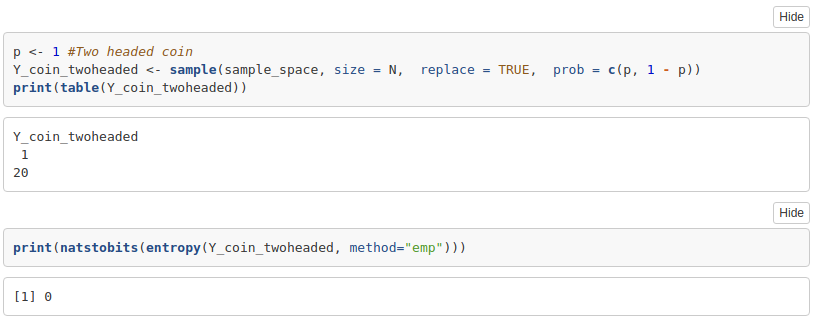 Hide
p <- 1 #Two headed coin
Y_coin_twoheaded <- sample(sample_space, size = N,  replace = TRUE,  prob = c(p, 1 - p))
print(table(Y_coin_twoheaded))
Y_coin_twoheaded
 1
20
Hide
print(natstobits(entropy(Y_coin_twoheaded, method="emp")))
[1] 0